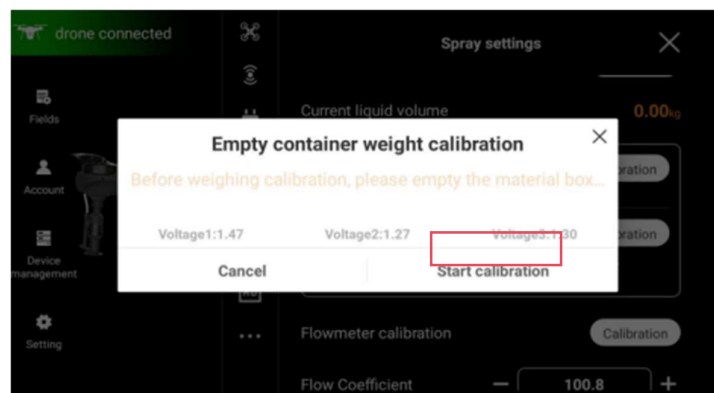 drone connected
Spray settings
Fields
Current liquid volume 0.00kg
Empty container weight calibration
Before weighing calibration, please empty the material box...
Account
Voltage1:1.47 Voltage2:1.27 Voltage3:1.30
Device
management
Cancel Start calibration
Setting
Flowmeter calibration Calibration
Flow Coefficient — 100.8 +